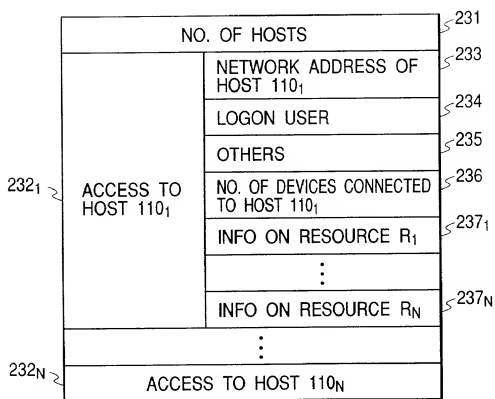 NO. OF HOSTS
231
233
NETWORK ADDRESS OF
HOST 110₁
LOGON USER
234
OTHERS
235
232₁
ACCESS TO
HOST 110₁
NO. OF DEVICES CONNECTED
TO HOST 110₁
236
INFO ON RESOURCE R₁
237₁
INFO ON RESOURCE Rɴ
237ɴ
232ɴ
ACCESS TO HOST 110ɴ